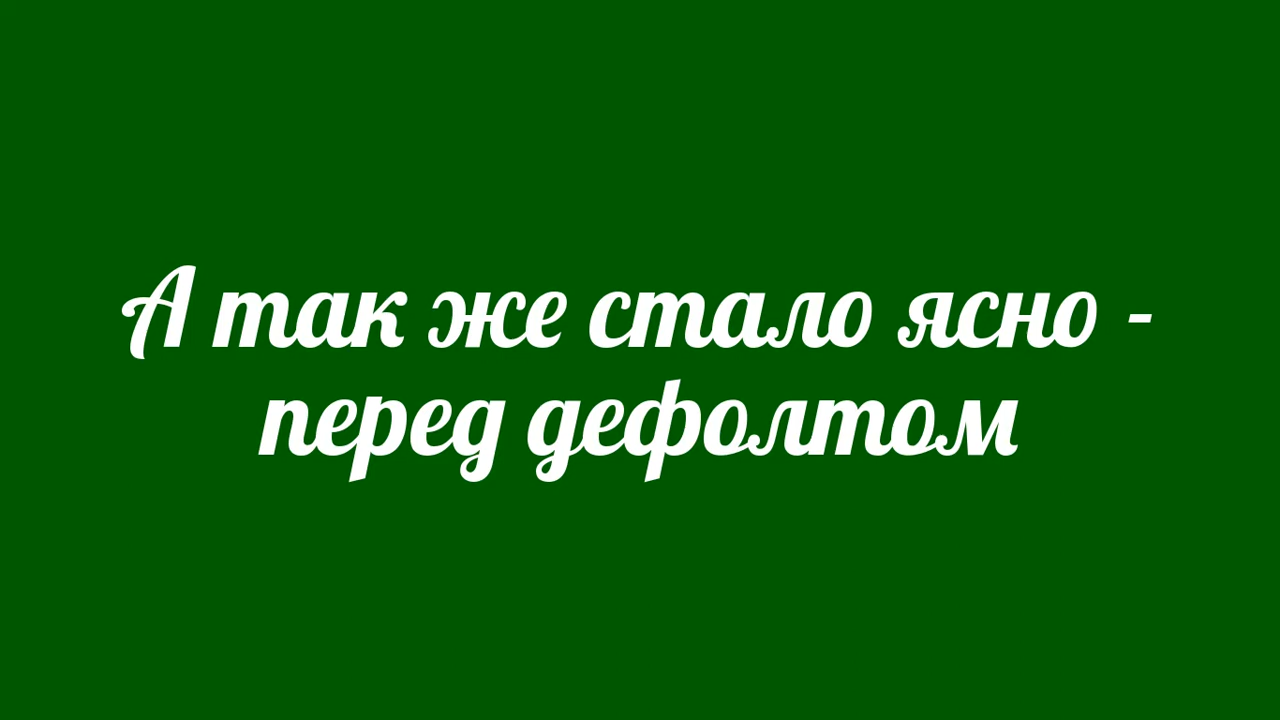 А так же стало ясно -
перед дефолтом